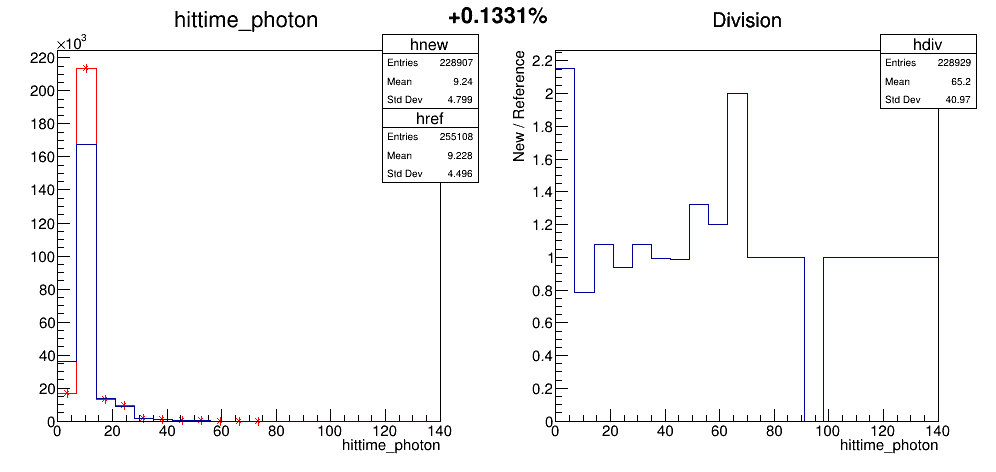 +0.1331%
hittime_photon
×10³
220
200
180
160
140
120
100
80
60
40
20
0
0 20 40 60 80 100 120 140
hittime_photon
hnew
Entries 228907
Mean 9.24
Std Dev 4.799
href
Entries 255108
Mean 9.228
Std Dev 4.496
Division
New / Reference
2.2
2
1.8
1.6
1.4
1.2
1
0.8
0.6
0.4
0.2
0
0 20 40 60 80 100 120 140
hittime_photon
hdiv
Entries 228929
Mean 65.2
Std Dev 40.97